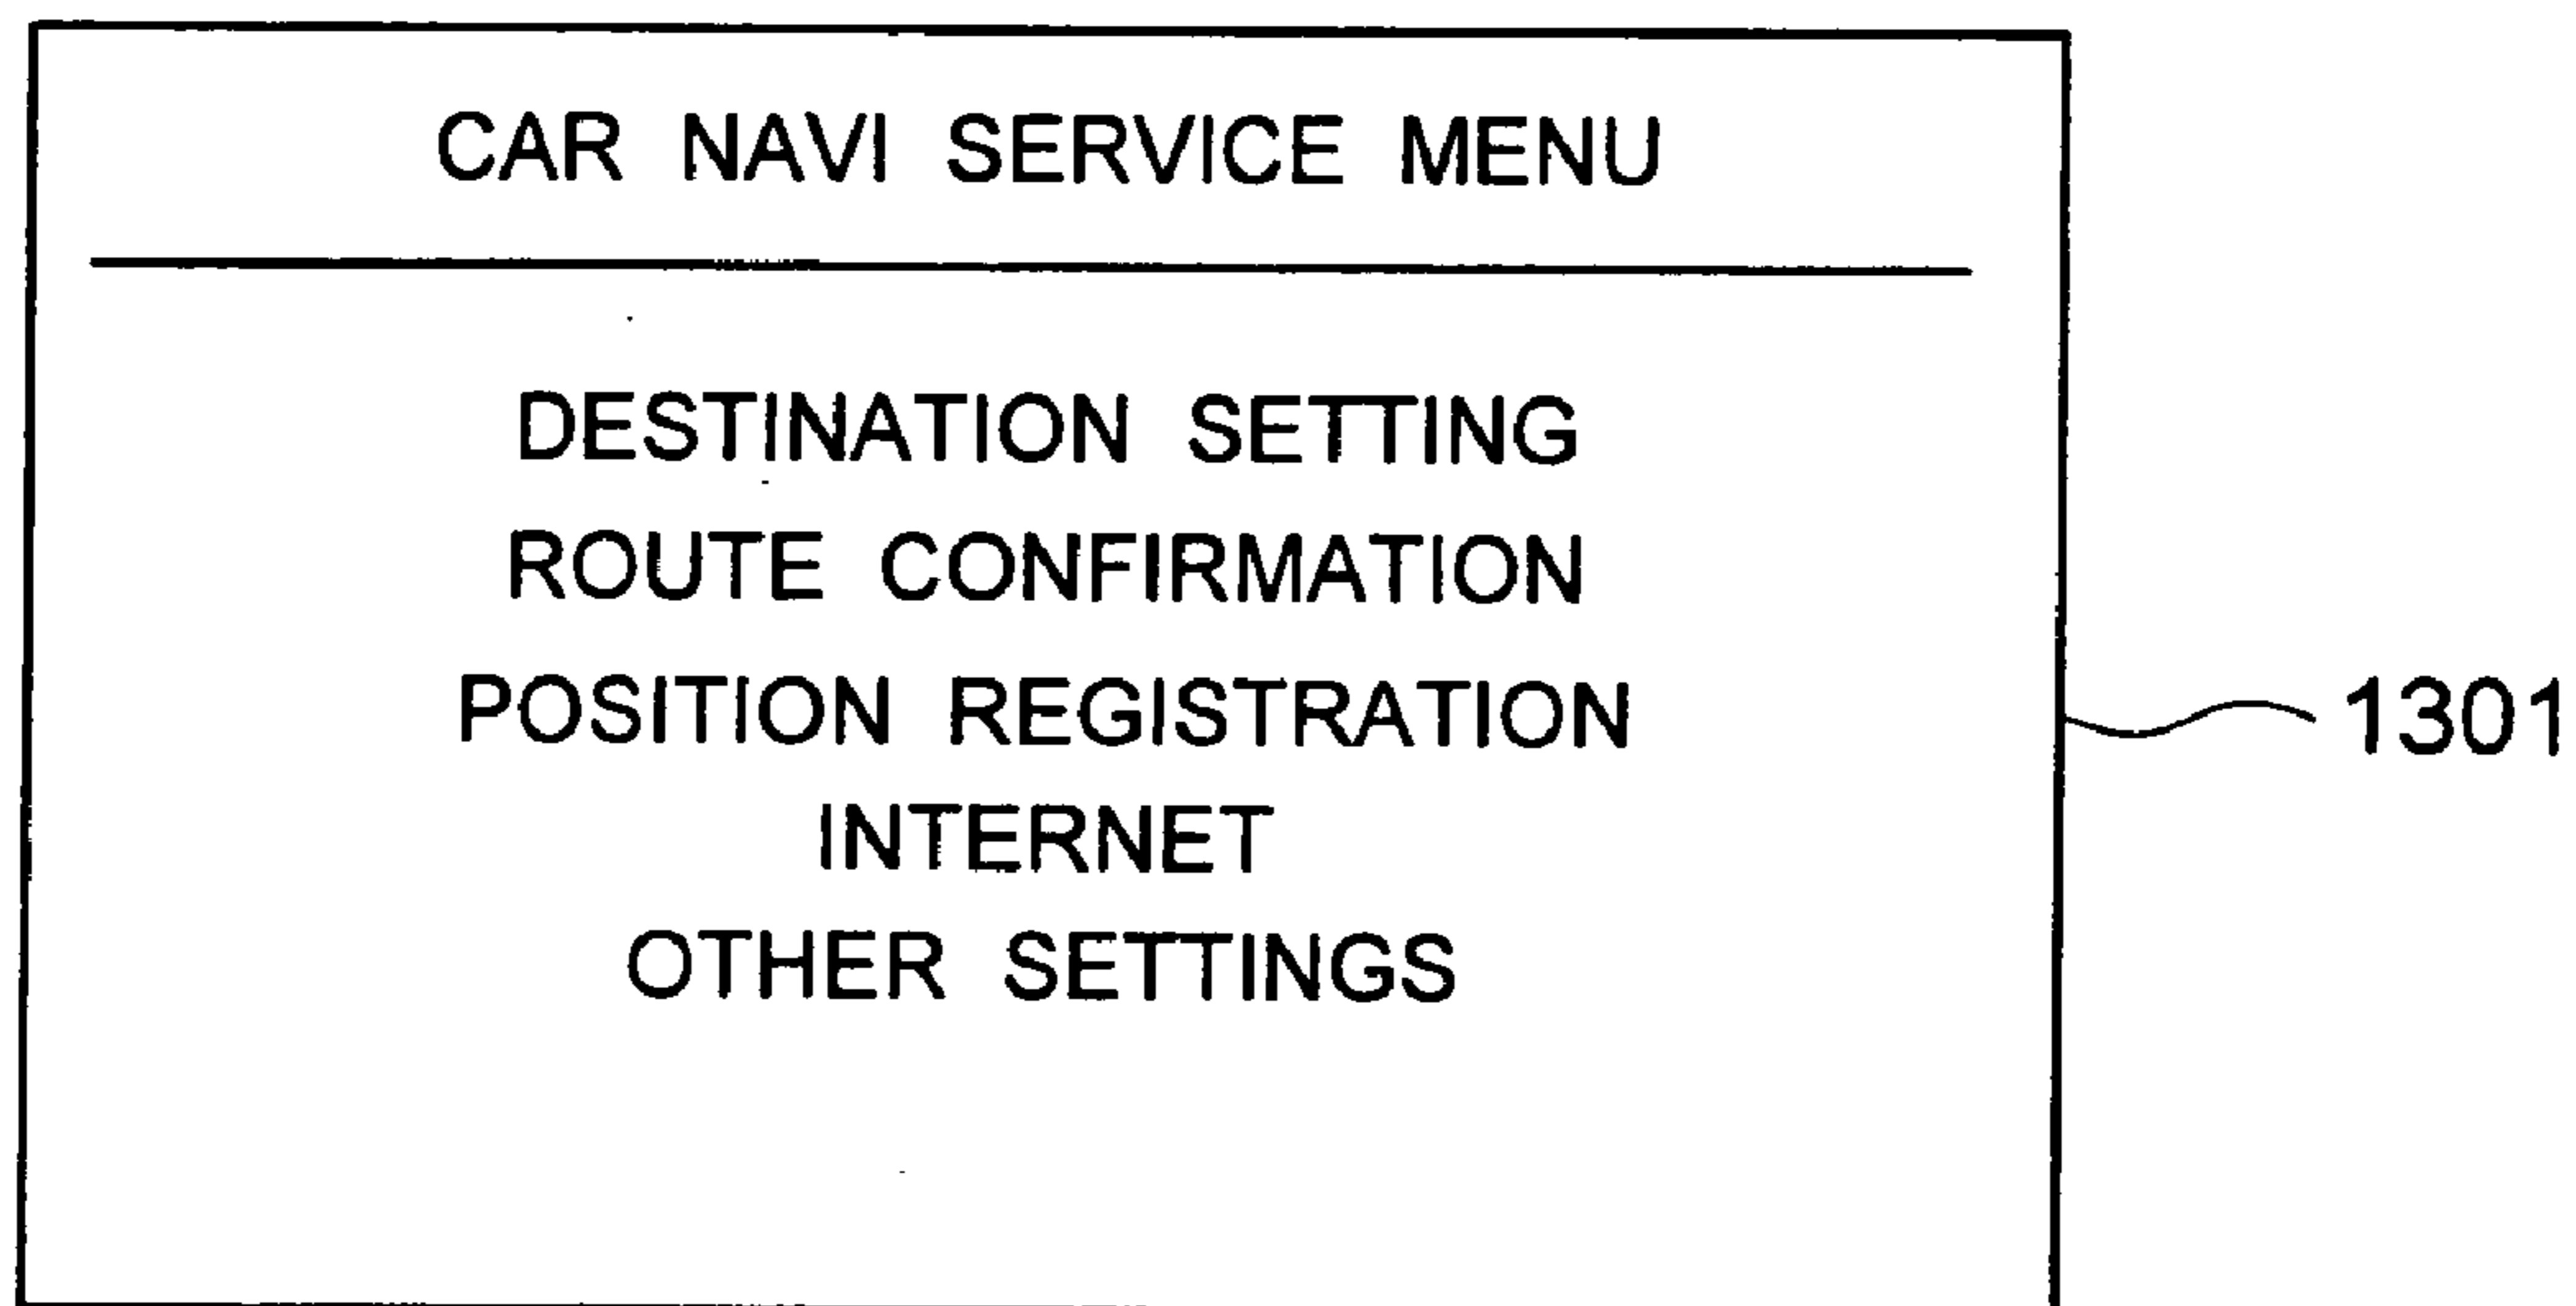 CAR NAVI SERVICE MENU
DESTINATION SETTING
ROUTE CONFIRMATION
POSITION REGISTRATION
1301
INTERNET
OTHER SETTINGS